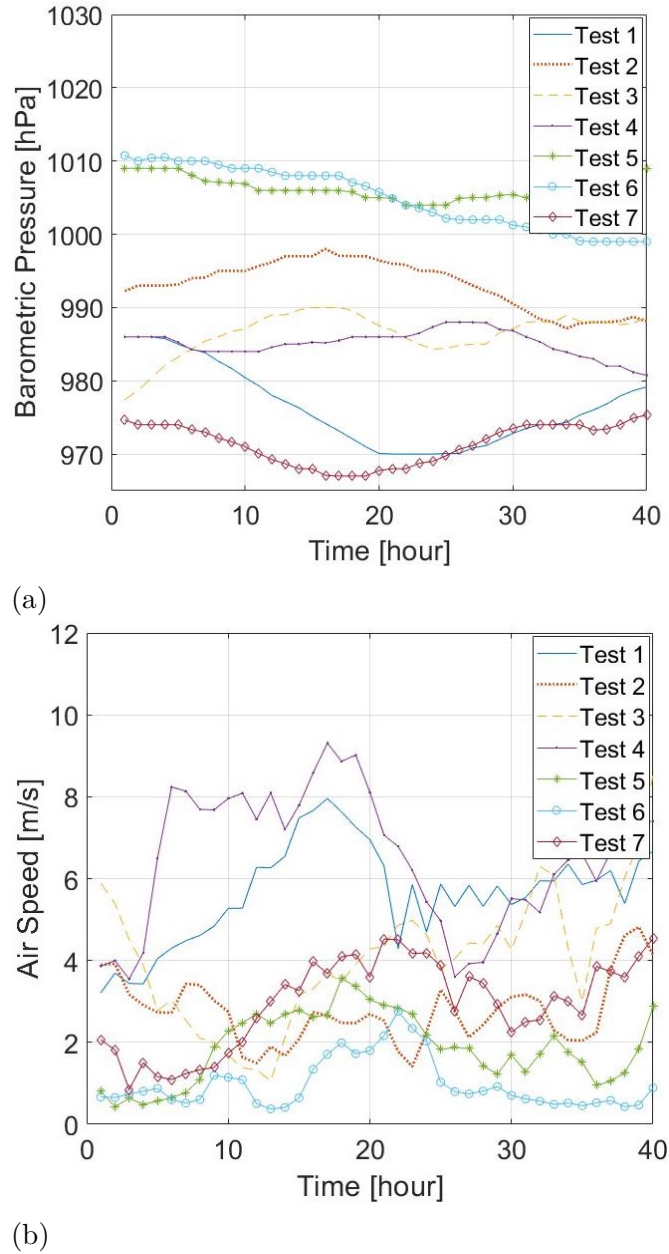 1030
1020
1010
1000
990
980
970
Barometric Pressure [hPa]
Test 1
Test 2
Test 3
Test 4
Test 5
Test 6
Test 7
0 10 20 30 40
Time [hour]
(a)
12
10
8
6
4
2
0
Air Speed [m/s]
Test 1
Test 2
Test 3
Test 4
Test 5
Test 6
Test 7
0 10 20 30 40
Time [hour]
(b)